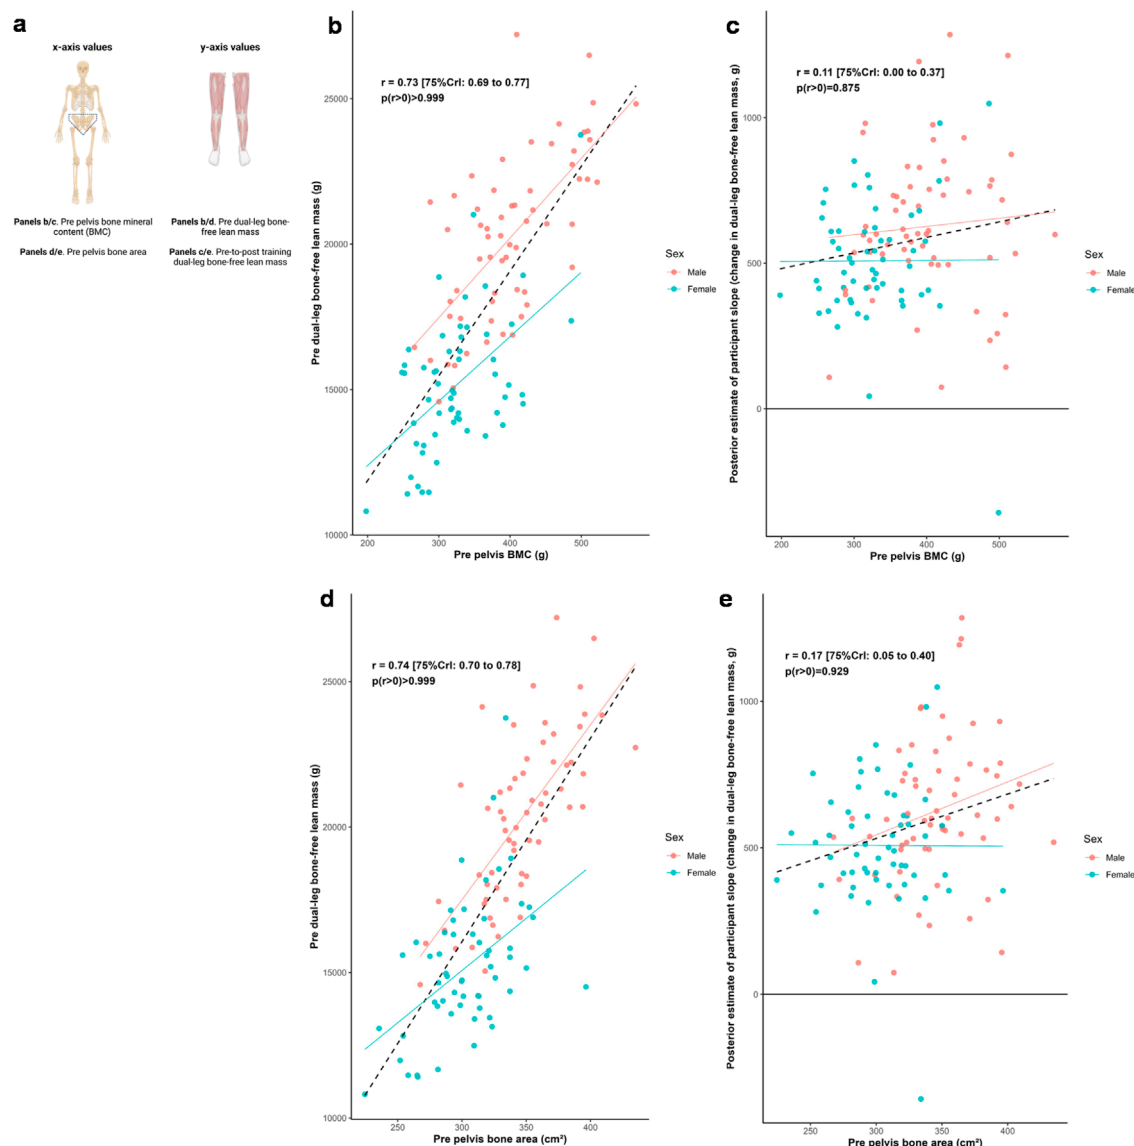 a
x-axis values
y-axis values
Panels b/c. Pre pelvis bone mineral
content (BMC)
Panels d/e. Pre pelvis bone area
Panels b/d. Pre dual-leg bone-
free lean mass
Panels c/e. Pre-to-post training
dual-leg bone-free lean mass
b
r = 0.73 [75%CrI: 0.69 to 0.77]
p(r>0)>0.999
Pre dual-leg bone-free lean mass (g)
25000
20000
15000
10000
200
300
400
500
Pre pelvis BMC (g)
Sex
Male
Female
c
r = 0.11 [75%CrI: 0.00 to 0.37]
p(r>0)=0.875
Posterior estimate of participant slope (change in dual-leg bone-free lean mass, g)
1000
500
0
200
300
400
500
Pre pelvis BMC (g)
Sex
Male
Female
d
r = 0.74 [75%CrI: 0.70 to 0.78]
p(r>0)>0.999
Pre dual-leg bone-free lean mass (g)
25000
20000
15000
10000
250
300
350
400
Pre pelvis bone area (cm²)
Sex
Male
Female
e
r = 0.17 [75%CrI: 0.05 to 0.40]
p(r>0)=0.929
Posterior estimate of participant slope (change in dual-leg bone-free lean mass, g)
1000
500
0
250
300
350
400
Pre pelvis bone area (cm²)
Sex
Male
Female